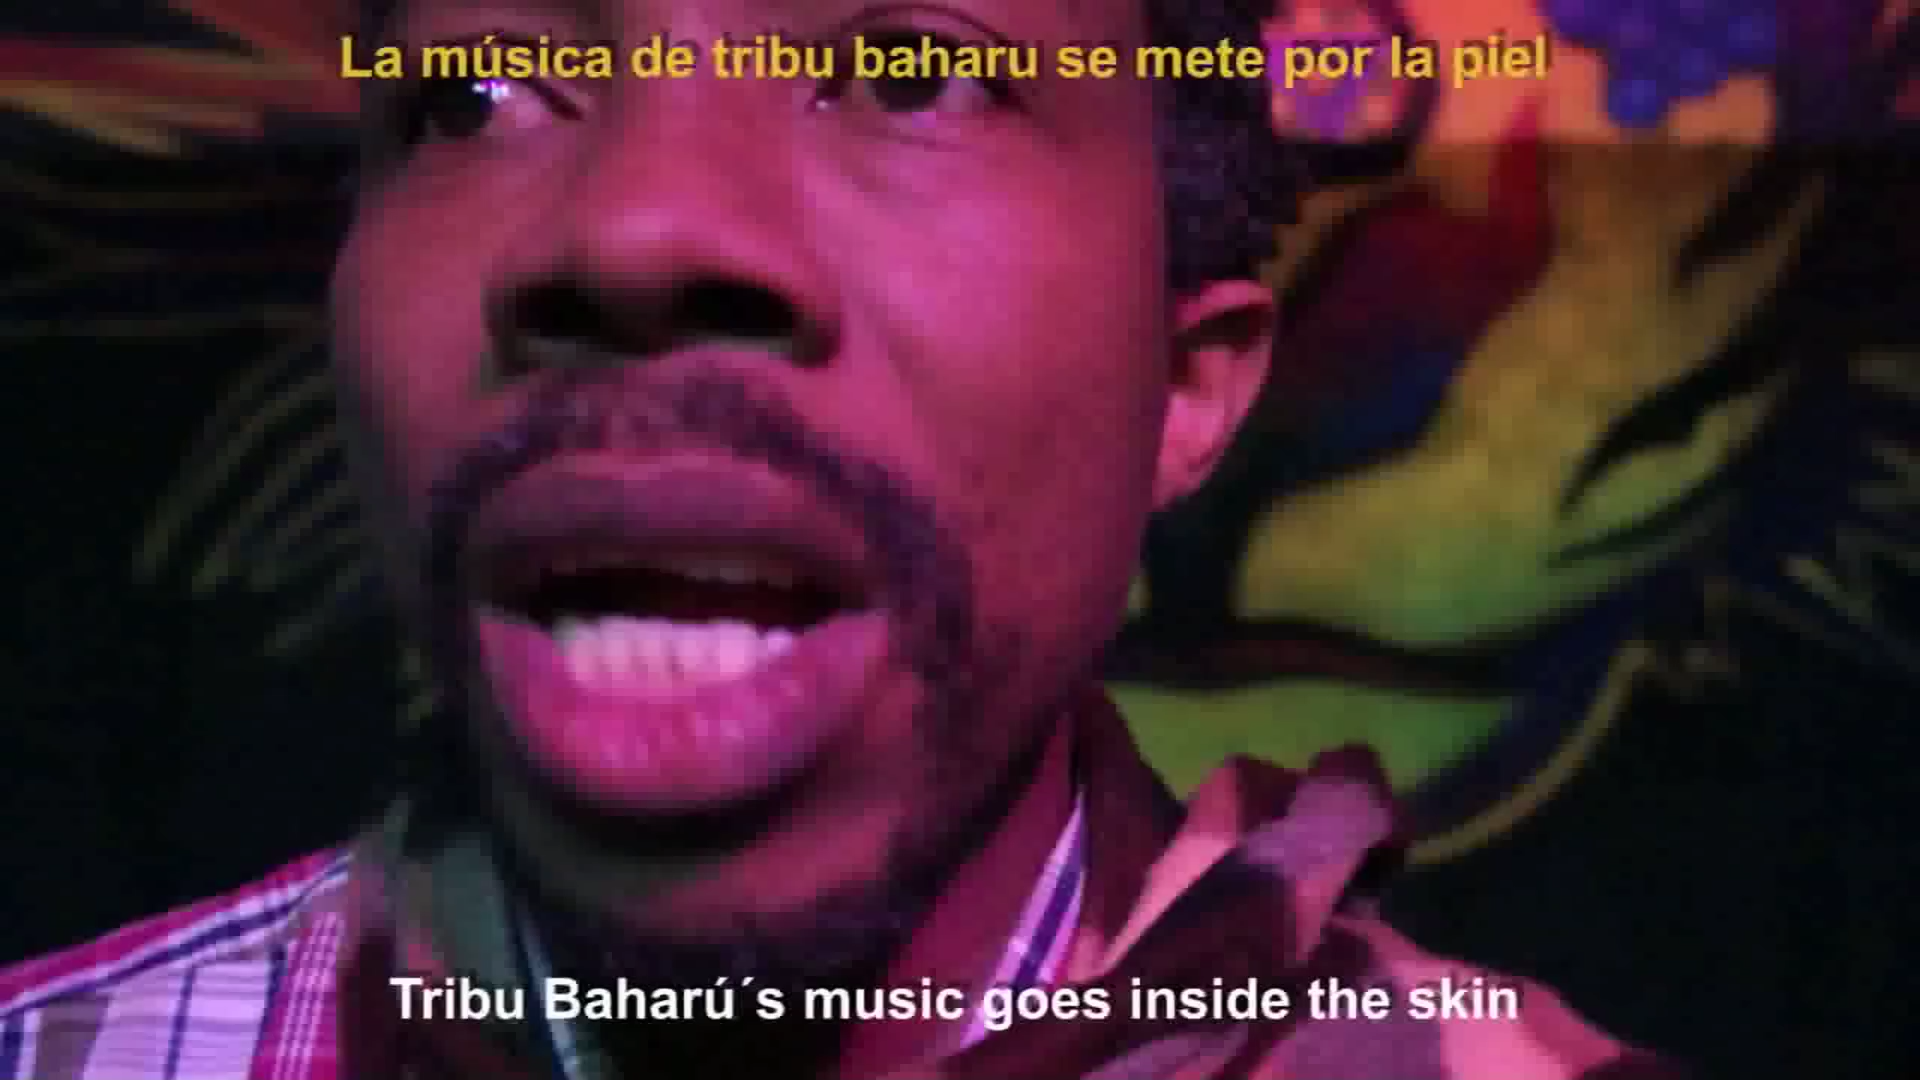 La música de tribu baharu se mete por la piel
Tribu Baharú´s music goes inside the skin